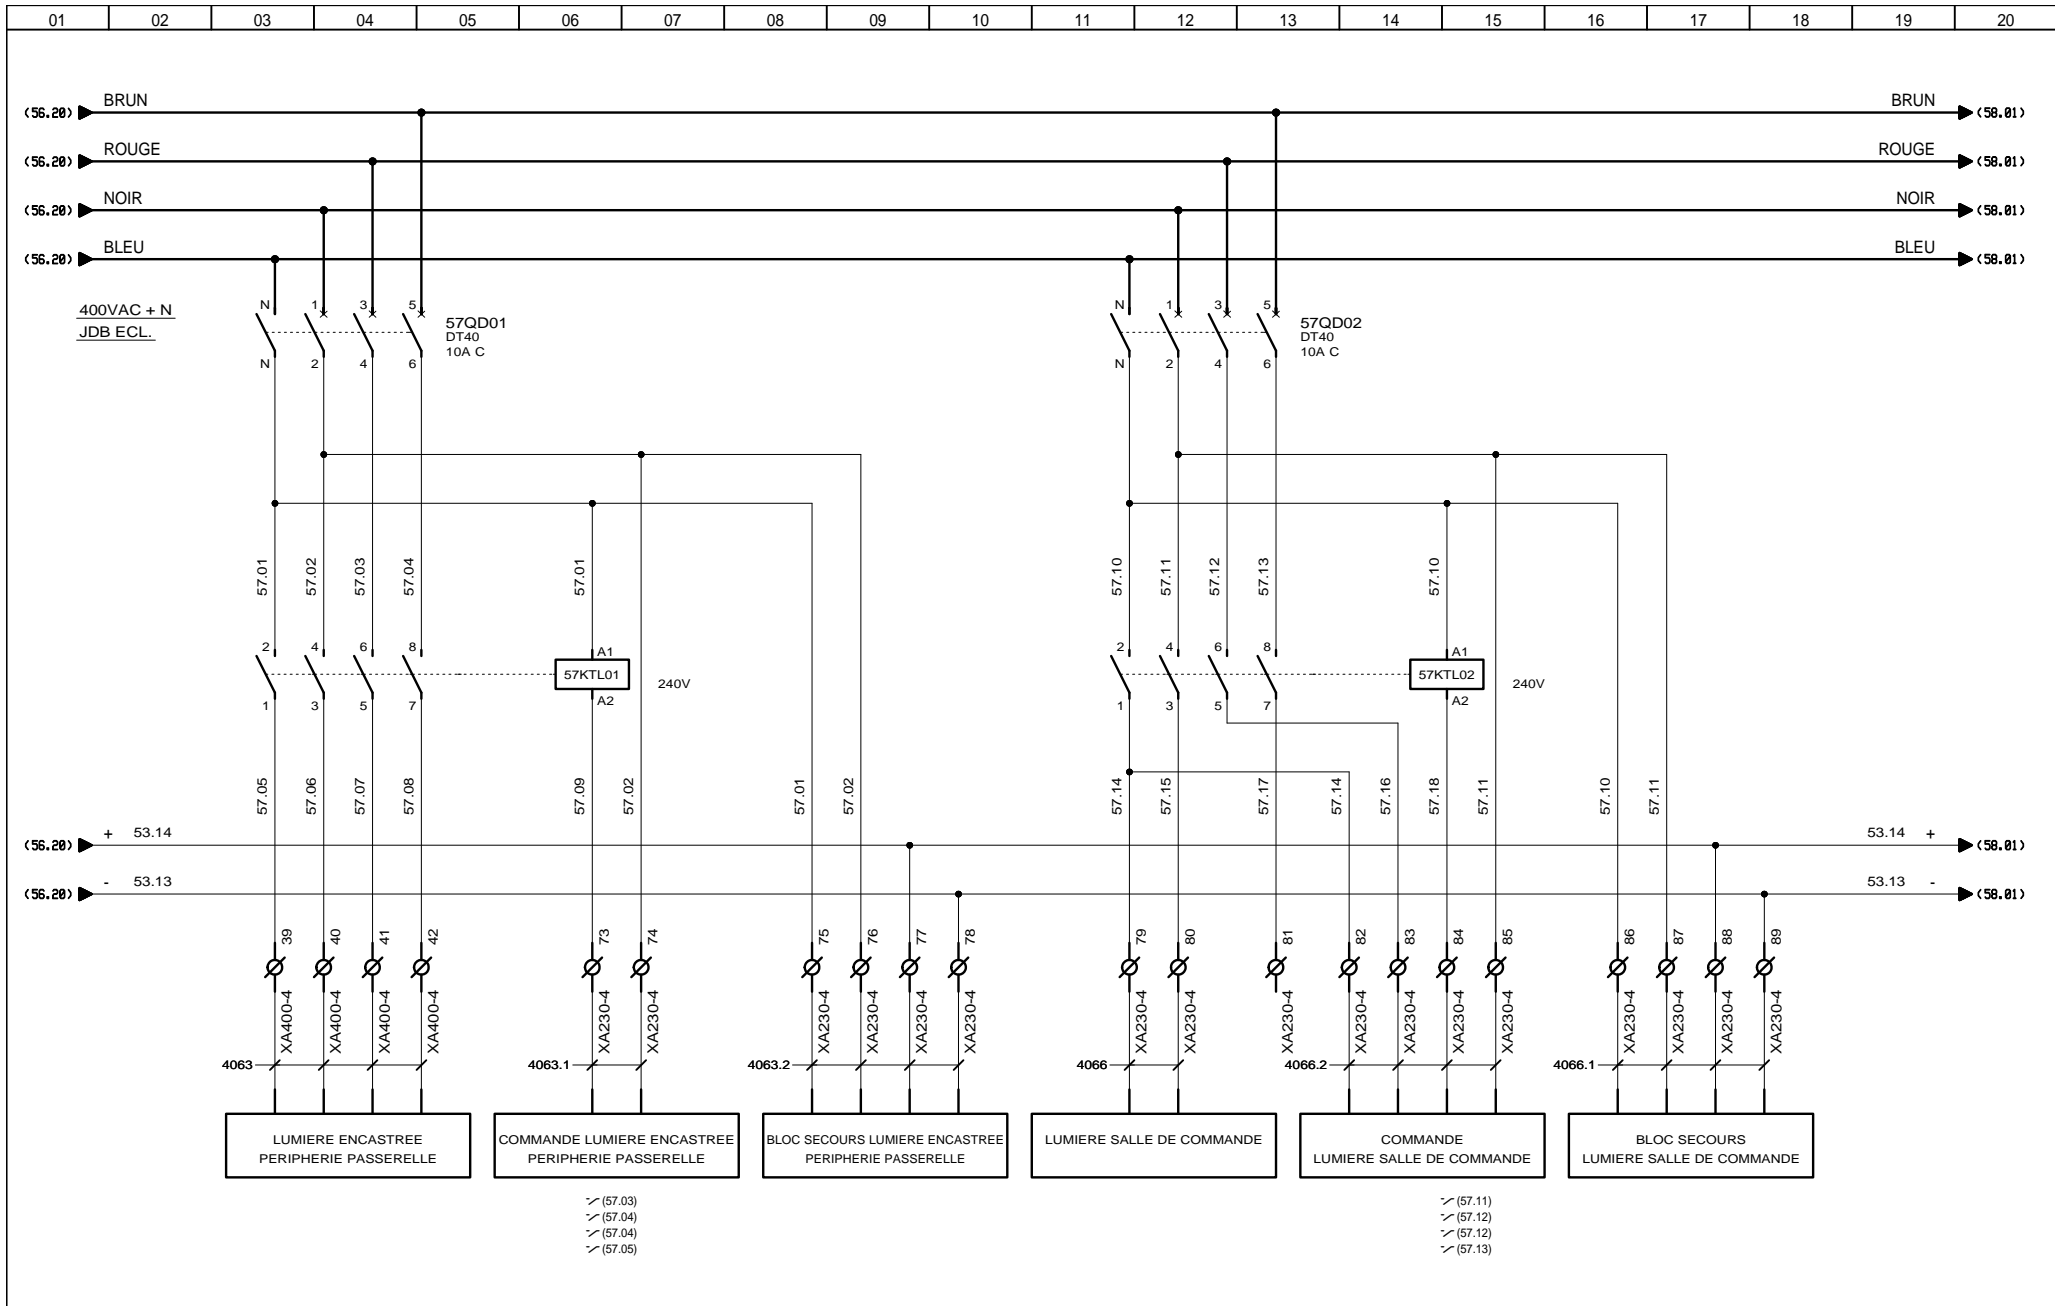 01 02 03 04 05 06 07 08 09 10 11 12 13 14 15 16 17 18 19 20
(56.20) BRUN BRUN (58.01)
(56.20) ROUGE ROUGE (58.01)
(56.20) NOIR NOIR (58.01)
(56.20) BLEU BLEU (58.01)
400VAC + N
JDB ECL.
N 1 3 5
57QD01
DT40
10A C
N 2 4 6
N 1 3 5
57QD02
DT40
10A C
N 2 4 6
57.01 57.02 57.03 57.04 57.01 57.10 57.11 57.12 57.13 57.10
2 4 6 8 A1 2 4 6 8 A1
57KTL01 240V 57KTL02 240V
1 3 5 7 A2 1 3 5 7 A2
57.05 57.06 57.07 57.08 57.09 57.02 57.01 57.02 57.14 57.15 57.17 57.14 57.16 57.18 57.11 57.10 57.11
(56.20) + 53.14 53.14 + (58.01)
(56.20) - 53.13 53.13 - (58.01)
39 40 41 42 73 74 75 76 77 78 79 80 81 82 83 84 85 86 87 88 89
XA400-4 XA400-4 XA400-4 XA400-4 XA230-4 XA230-4 XA230-4 XA230-4 XA230-4 XA230-4 XA230-4 XA230-4 XA230-4 XA230-4 XA230-4 XA230-4 XA230-4 XA230-4 XA230-4 XA230-4 XA230-4
4063 4063.1 4063.2 4066 4066.2 4066.1
LUMIERE ENCASTREE
PERIPHERIE PASSERELLE
COMMANDE LUMIERE ENCASTREE
PERIPHERIE PASSERELLE
BLOC SECOURS LUMIERE ENCASTREE
PERIPHERIE PASSERELLE
LUMIERE SALLE DE COMMANDE
COMMANDE
LUMIERE SALLE DE COMMANDE
BLOC SECOURS
LUMIERE SALLE DE COMMANDE
(57.03)
(57.04)
(57.04)
(57.05)
(57.11)
(57.12)
(57.12)
(57.13)